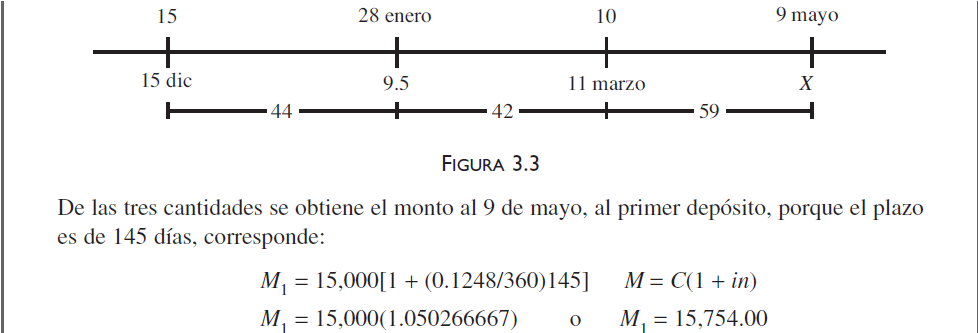 15 28 enero 10 9 mayo
15 dic 9.5 11 marzo X
44 42 59
FIGURA 3.3
De las tres cantidades se obtiene el monto al 9 de mayo, al primer depósito, porque el plazo
es de 145 días, corresponde:
M₁ = 15,000[1 + (0.1248/360)145] M = C(1 + in)
M₁ = 15,000(1.050266667) o M₁ = 15,754.00